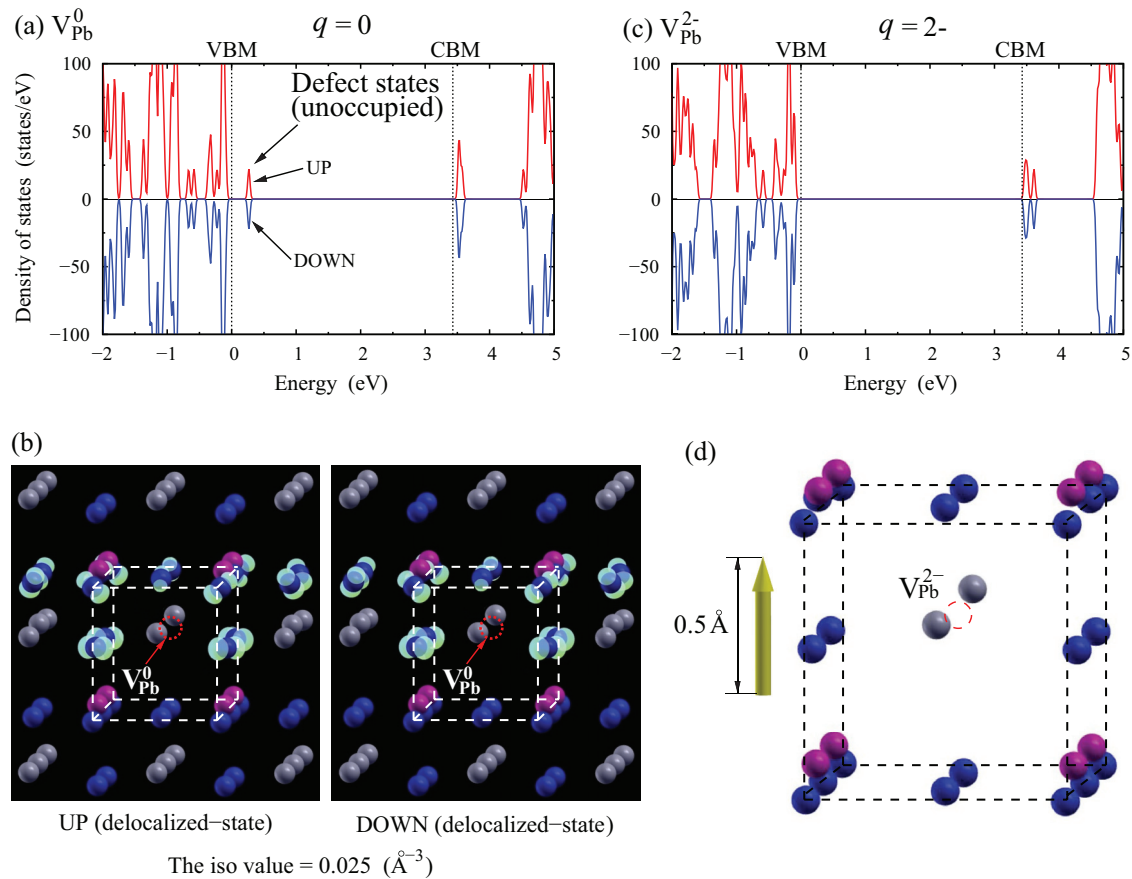 (a) V⁰Pb q = 0
VBM CBM
Defect states
(unoccupied)
UP
DOWN
100
50
0
−50
−100
Density of states (states/eV)
−2 −1 0 1 2 3 4 5
Energy (eV)
(c) V²⁻Pb q = 2-
VBM CBM
100
50
0
−50
−100
−2 −1 0 1 2 3 4 5
Energy (eV)
(b)
V⁰Pb
V⁰Pb
UP (delocalized−state) DOWN (delocalized−state)
The iso value = 0.025 (Å⁻³)
(d)
V²⁻Pb
0.5 Å